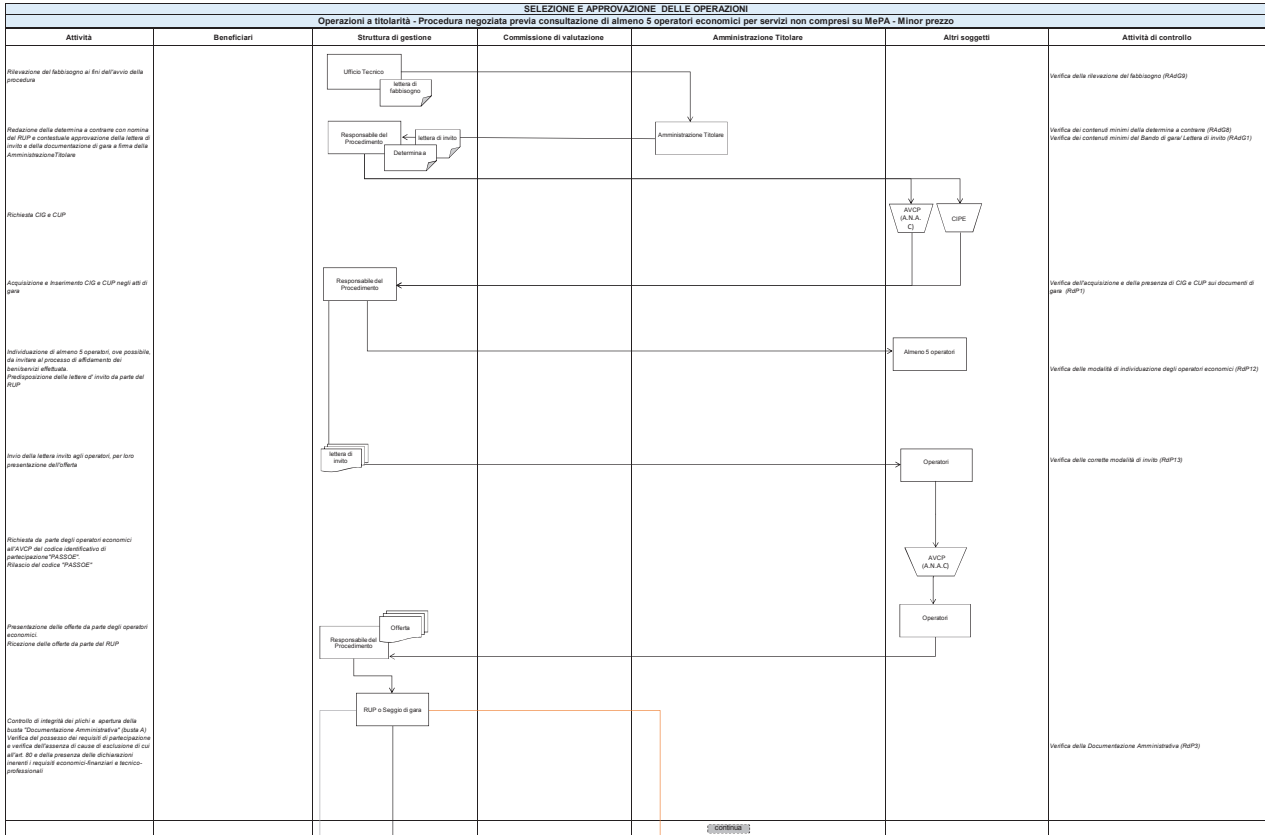 SELEZIONE E APPROVAZIONE DELLE OPERAZIONI
Operazioni a titolarità - Procedura negoziata previa consultazione di almeno 5 operatori economici per servizi non compresi su MePA - Minor prezzo
Attività
Beneficiari
Struttura di gestione
Commissione di valutazione
Amministrazione Titolare
Altri soggetti
Attività di controllo
Rilevazione del fabbisogno ai fini dell'avvio della
procedura
Ufficio Tecnico
lettera di
fabbisogno
Verifica della rilevazione del fabbisogno (RAdG9)
Redazione della determina a contrarre con nomina
del RUP e contestuale approvazione della lettera di
invito e della documentazione di gara a firma della
AmministrazioneTitolare
Responsabile del
Procedimento
lettera di invito
Determina a
Amministrazione Titolare
Verifica dei contenuti minimi della determina a contrarre (RAdG8)
Verifica dei contenuti minimi del Bando di gara/ Lettera di invito (RAdG1)
Richiesta CIG e CUP
AVCP
(A.N.A.
C)
CIPE
Acquisizione e Inserimento CIG e CUP negli atti di
gara
Responsabile del
Procedimento
Verifica dell'acquisizione e della presenza di CIG e CUP sui documenti di
gara (RdP1)
Individuazione di almeno 5 operatori, ove possibile,
da invitare al processo di affidamento dei
beni/servizi effettuata.
Predisposizione delle lettere d' invito da parte del
RUP
Almeno 5 operatori
Verifica delle modalità di individuazione degli operatori economici (RdP12)
Invio della lettera invito agli operatori, per loro
presentazione dell'offerta
lettera di
invito
Operatori
Verifica delle corrette modalità di invito (RdP13)
Richiesta da parte degli operatori economici
all'AVCP del codice identificativo di
partecipazione"PASSOE".
Rilascio del codice "PASSOE"
AVCP
(A.N.A.C)
Presentazione delle offerte da parte degli operatori
economici.
Ricezione delle offerte da parte del RUP
Offerta
Responsabile del
Procedimento
Operatori
RUP o Seggio di gara
Controllo di integrità dei plichi e apertura della
busta "Documentazione Amministrativa" (busta A)
Verifica del possesso dei requisiti di partecipazione
e verifica dell'assenza di cause di esclusione di cui
all'art. 80 e della presenza delle dichiarazioni
inerenti i requisiti economici-finanziari e tecnico-
professionali
Verifica della Documentazione Amministrativa (RdP3)
continua